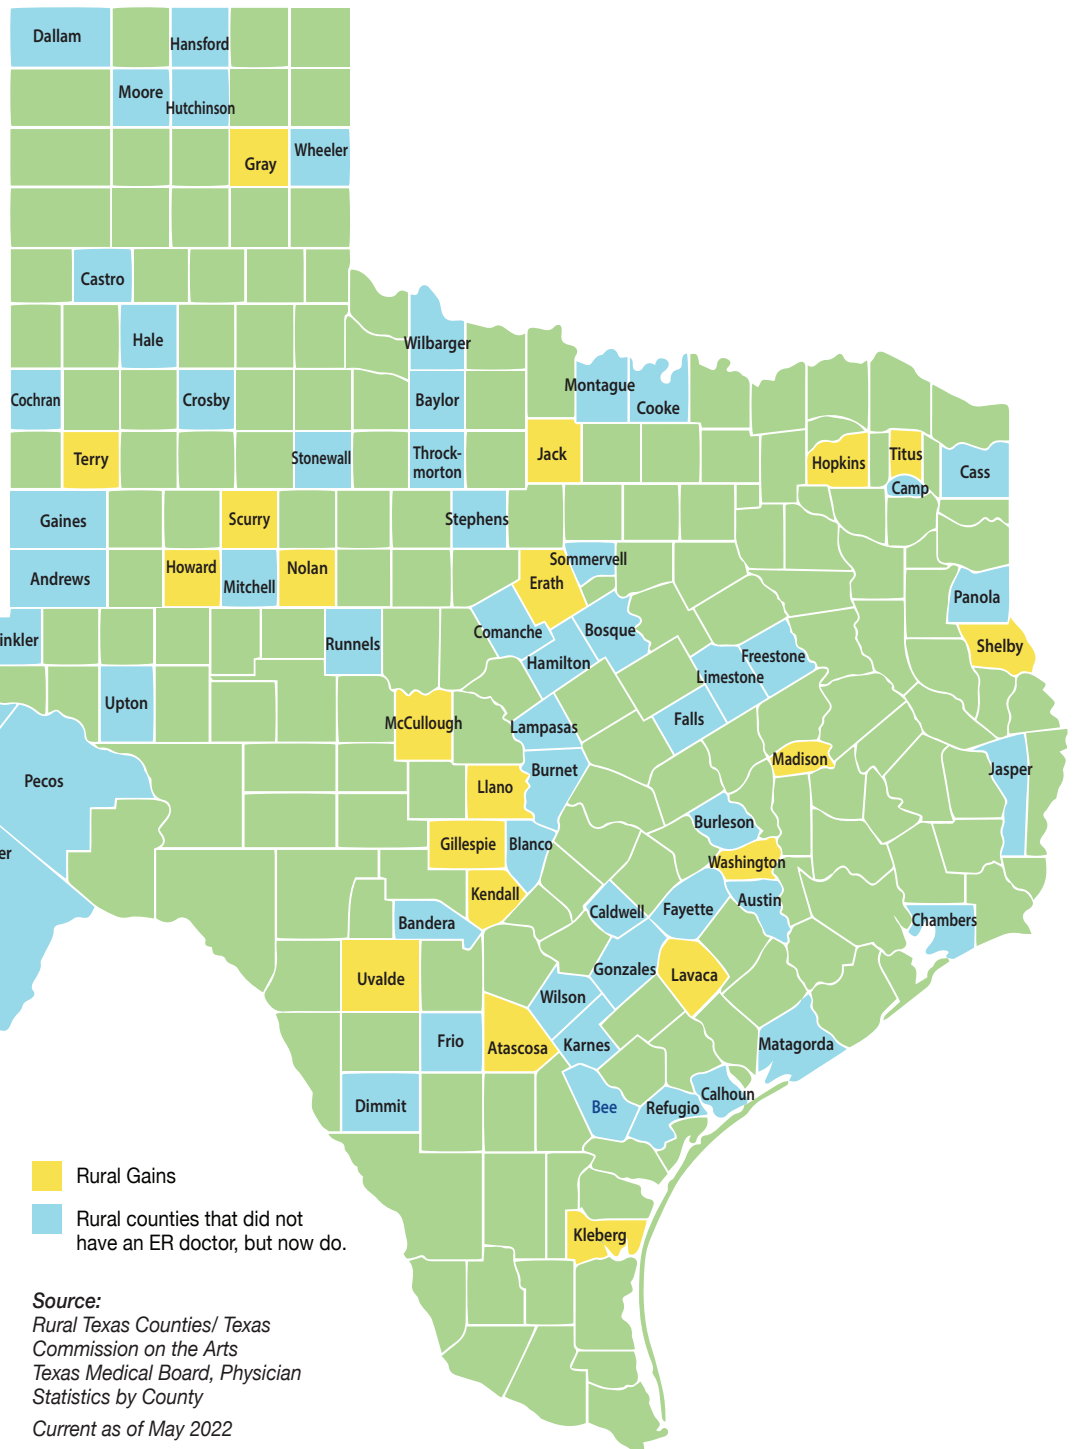 Dallam
Hansford
Moore
Hutchinson
Gray
Wheeler
Castro
Hale
Wilbarger
Cochran
Crosby
Baylor
Montague
Cooke
Terry
Stonewall
Throck-
morton
Jack
Hopkins
Titus
Camp
Cass
Gaines
Scurry
Stephens
Andrews
Howard
Mitchell
Nolan
Erath
Sommervell
Panola
inkler
Runnels
Comanche
Bosque
Hamilton
Freestone
Limestone
Shelby
Upton
McCullough
Lampasas
Falls
Pecos
Llano
Burnet
Madison
Jasper
er
Gillespie
Blanco
Burleson
Washington
Kendall
Bandera
Caldwell
Fayette
Austin
Chambers
Uvalde
Gonzales
Lavaca
Wilson
Frio
Atascosa
Karnes
Matagorda
Dimmit
Bee
Refugio
Calhoun
Kleberg
Rural Gains
Rural counties that did not
have an ER doctor, but now do.
Source:
Rural Texas Counties/ Texas
Commission on the Arts
Texas Medical Board, Physician
Statistics by County
Current as of May 2022